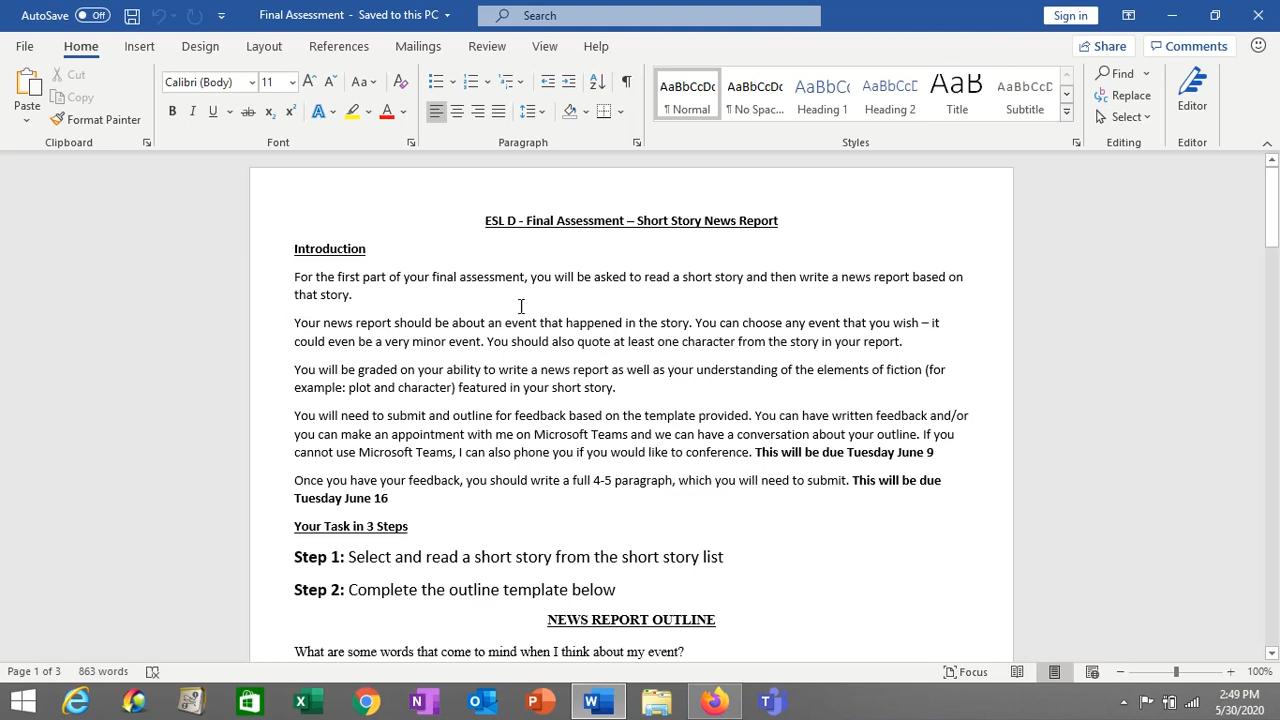 AutoSave Off Final Assessment - Saved to this PC Search Sign in
File Home Insert Design Layout References Mailings Review View Help Share Comments
Paste Cut Copy Format Painter
Calibri (Body) 11
B I U ab x₂ x² A A
Aa
AaBbCcDc AaBbCcDc AaBbCc AaBbCcD AaB AaBbCcD
¶ Normal ¶ No Spac... Heading 1 Heading 2 Title Subtitle
Find Replace Select Editor
Clipboard Font Paragraph Styles Editing Editor
ESL D - Final Assessment – Short Story News Report
Introduction
For the first part of your final assessment, you will be asked to read a short story and then write a news report based on
that story.
Your news report should be about an event that happened in the story. You can choose any event that you wish – it
could even be a very minor event. You should also quote at least one character from the story in your report.
You will be graded on your ability to write a news report as well as your understanding of the elements of fiction (for
example: plot and character) featured in your short story.
You will need to submit and outline for feedback based on the template provided. You can have written feedback and/or
you can make an appointment with me on Microsoft Teams and we can have a conversation about your outline. If you
cannot use Microsoft Teams, I can also phone you if you would like to conference. This will be due Tuesday June 9
Once you have your feedback, you should write a full 4-5 paragraph, which you will need to submit. This will be due
Tuesday June 16
Your Task in 3 Steps
Step 1: Select and read a short story from the short story list
Step 2: Complete the outline template below
NEWS REPORT OUTLINE
What are some words that come to mind when I think about my event?
Page 1 of 3 863 words Focus 100%
2:49 PM
5/30/2020